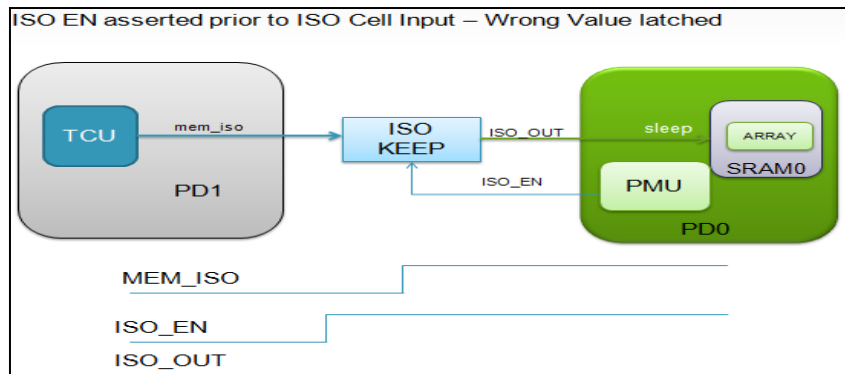 ISO EN asserted prior to ISO Cell Input – Wrong Value latched
TCU
mem_iso
PD1
ISO
KEEP
ISO_OUT
ISO_EN
sleep
ARRAY
SRAM0
PMU
PD0
MEM_ISO
ISO_EN
ISO_OUT